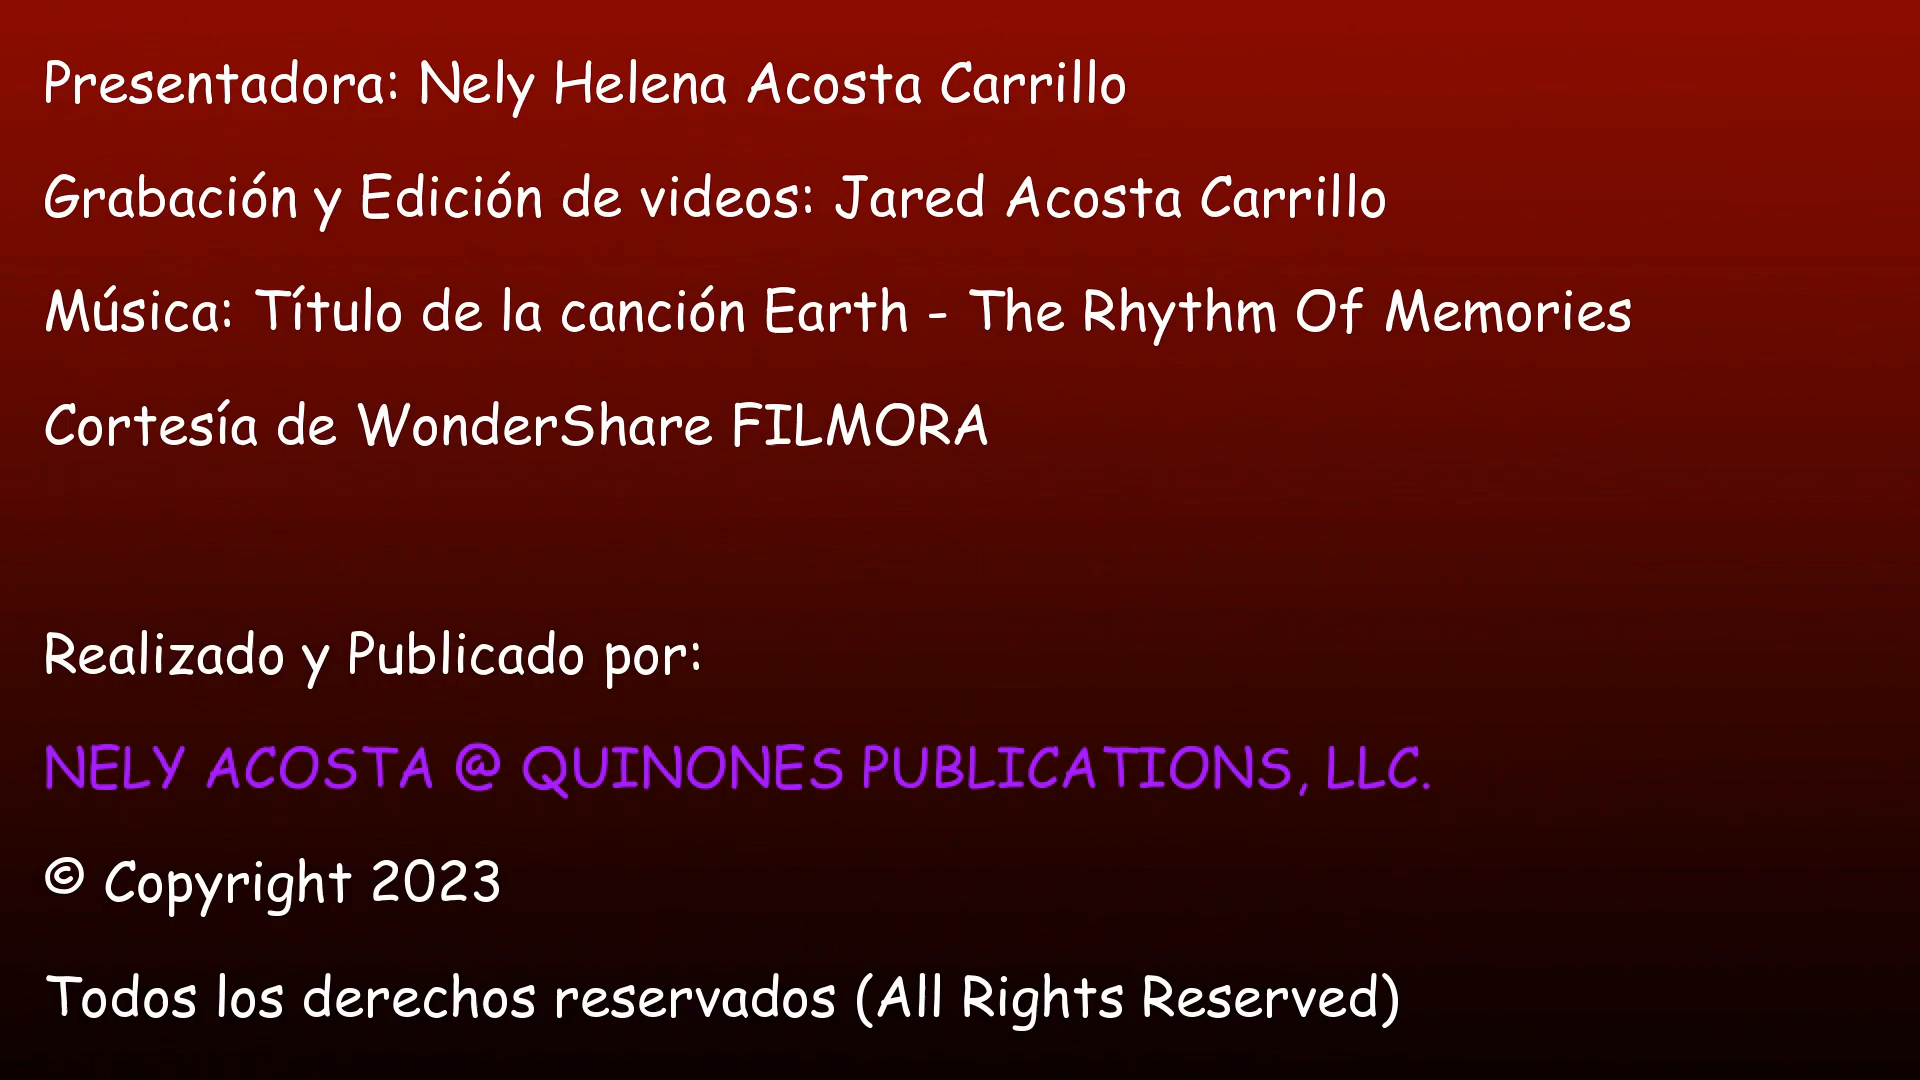 Presentadora: Nely Helena Acosta Carrillo
Grabación y Edición de videos: Jared Acosta Carrillo
Música: Título de la canción Earth - The Rhythm Of Memories
Cortesía de WonderShare FILMORA
Realizado y Publicado por:
NELY ACOSTA @ QUINONES PUBLICATIONS, LLC.
© Copyright 2023
Todos los derechos reservados (All Rights Reserved)